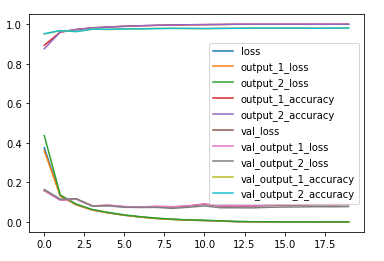 1.0
0.8
0.6
0.4
0.2
0.0
loss
output_1_loss
output_2_loss
output_1_accuracy
output_2_accuracy
val_loss
val_output_1_loss
val_output_2_loss
val_output_1_accuracy
val_output_2_accuracy
0.0 2.5 5.0 7.5 10.0 12.5 15.0 17.5